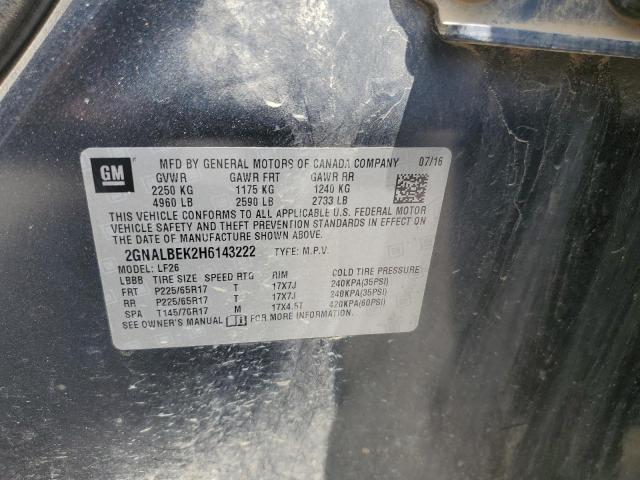 GM
MFD BY GENERAL MOTORS OF CANADA COMPANY 07/16
GVWR GAWR FRT GAWR RR
2250 KG 1175 KG 1240 KG
4960 LB 2590 LB 2733 LB
THIS VEHICLE CONFORMS TO ALL APPLICABLE U.S. FEDERAL MOTOR
VEHICLE SAFETY AND THEFT PREVENTION STANDARDS IN EFFECT ON
THE DATE OF MANUFACTURE SHOWN ABOVE.
2GNALBEK2H6143222 TYPE: M.P.V.
MODEL: LF26
LBBB TIRE SIZE SPEED RTG RIM COLD TIRE PRESSURE
FRT P225/65R17 T 17X7J 240KPA(35PSI)
RR P225/65R17 T 17X7J 240KPA(35PSI)
SPA T145/70R17 M 17X4.5T 420KPA(60PSI)
SEE OWNER'S MANUAL FOR MORE INFORMATION.